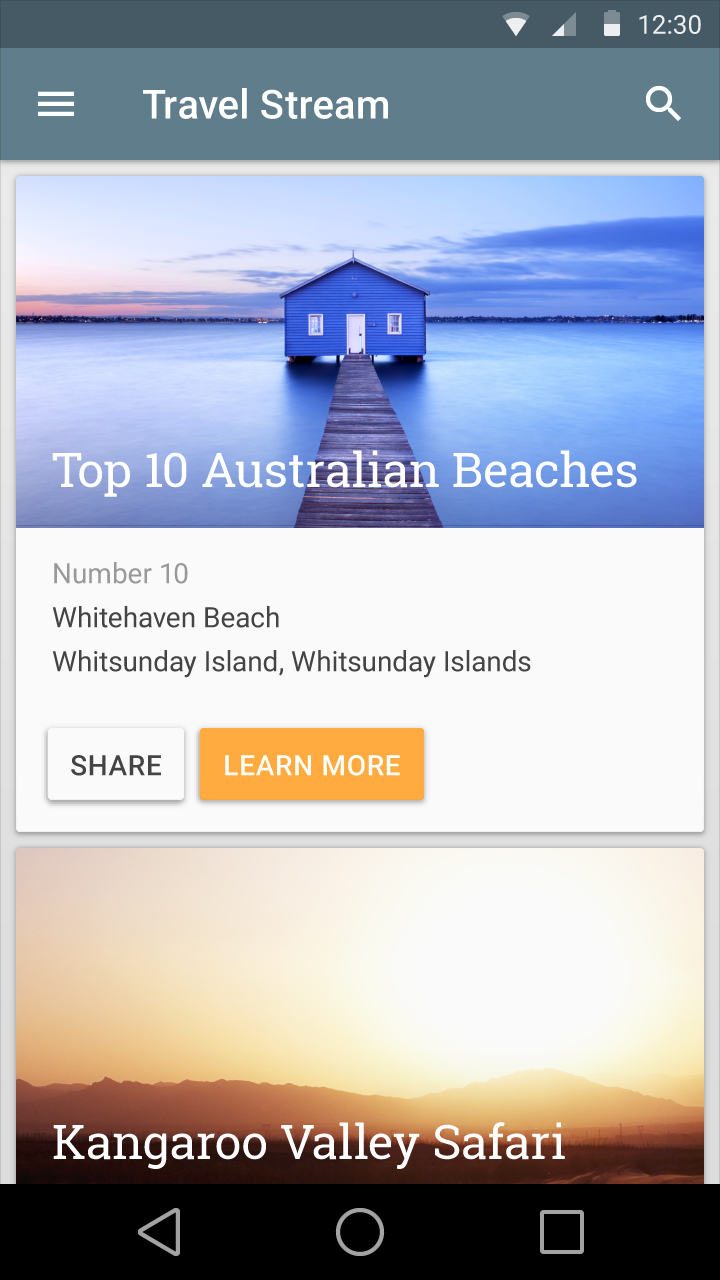 12:30
Travel Stream
Top 10 Australian Beaches
Number 10
Whitehaven Beach
Whitsunday Island, Whitsunday Islands
SHARE LEARN MORE
Kangaroo Valley Safari